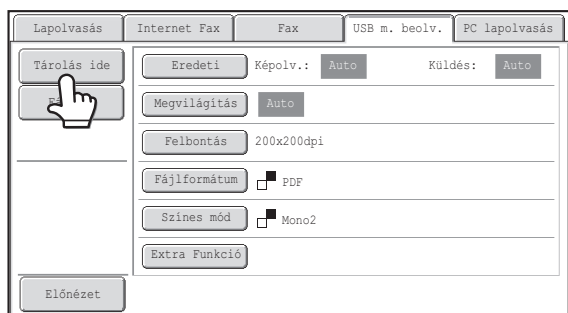 Lapolvasás Internet Fax Fax USB m. beolv. PC lapolvasás
Tárolás ide
Eredeti Képolv.: Auto Küldés: Auto
Megvilágítás Auto
Felbontás 200x200dpi
Fájlformátum PDF
Színes mód Mono2
Extra Funkció
Előnézet